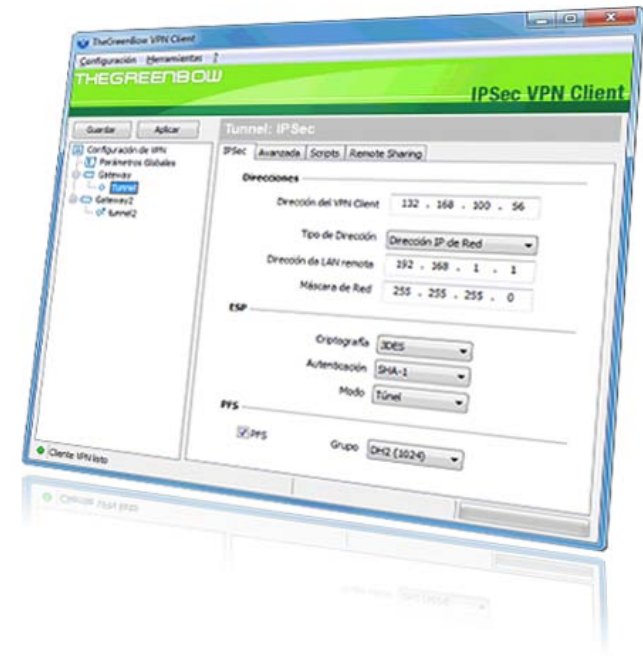 TheGreenBow VPN Client
Configuración Herramientas ?
THEGREENBOW
IPSec VPN Client
Guardar Aplicar
Tunnel: IPSec
Configuración de VPN
Parámetros Globales
Gateway
Tunnel
Gateway2
tunnel2
IPSec Avanzada Scripts Remote Sharing
Direcciones
Dirección del VPN Client 132 . 168 . 100 . 56
Tipo de Dirección Dirección IP de Red
Dirección da LAN remota 192 . 168 . 1 . 1
Máscara de Red 255 . 255 . 255 . 0
ESP
Criptografía 3DES
Autenticación SHA-1
Modo Túnel
PFS
PFS Grupo DH2 (1024)
Cliente VPN listo